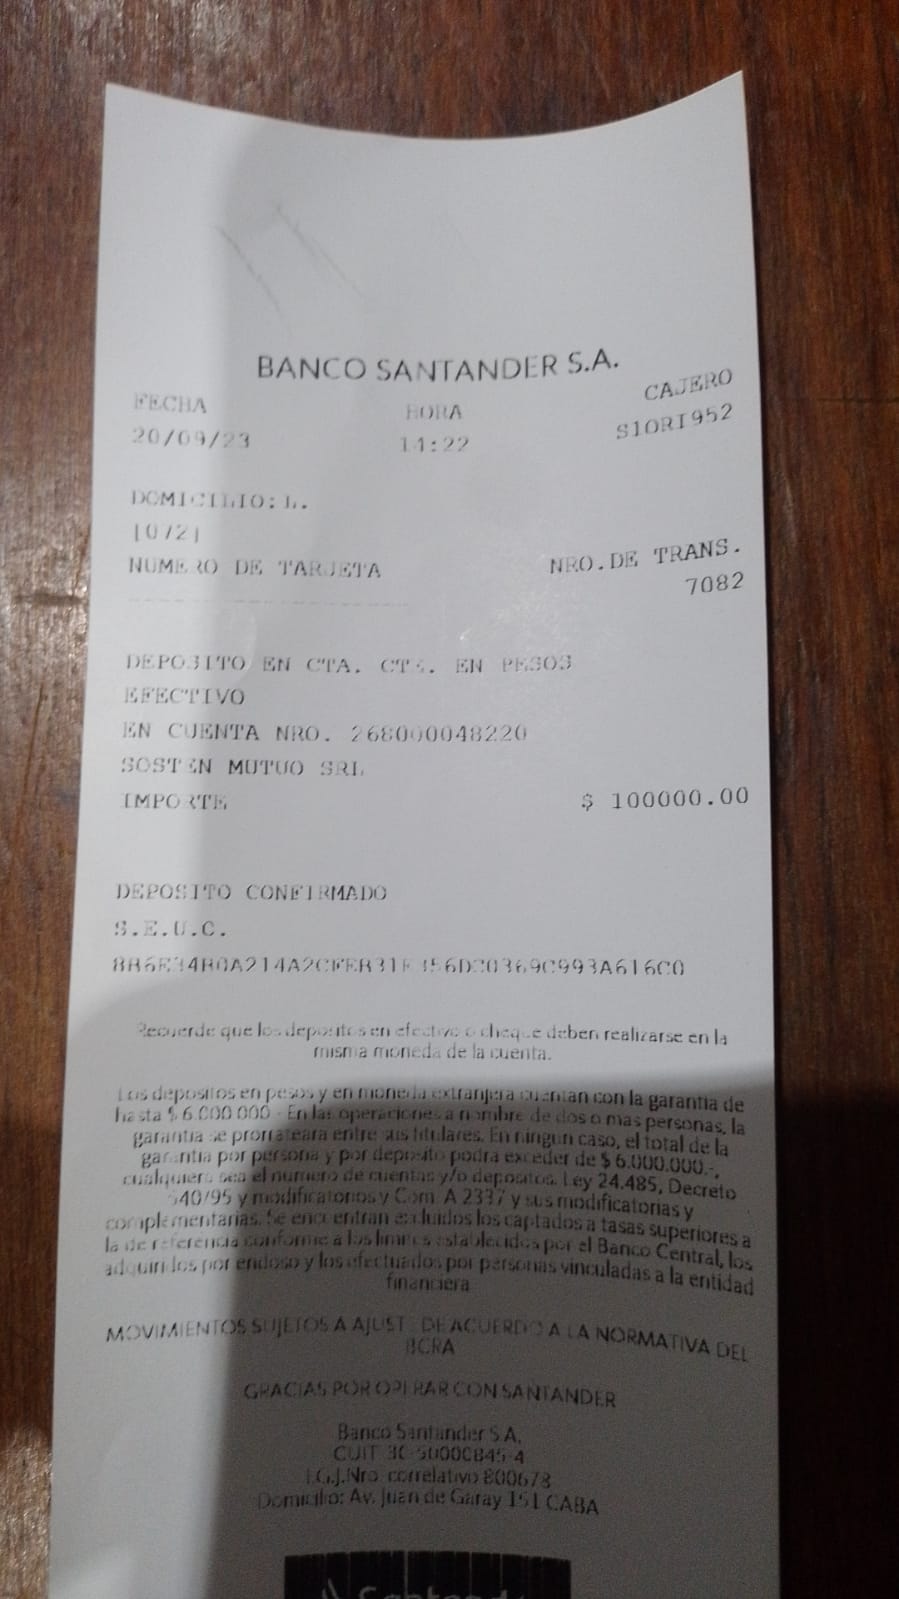 BANCO SANTANDER S.A.
FECHA HORA CAJERO
20/09/23 14:22 S1ORI952
DOMICILIO: L.
NUMERO DE TARJETA NRO.DE TRANS.
7082
DEPOSITO EN CTA. CTE. EN PESOS
EFECTIVO
EN CUENTA NRO. 268000048220
SOSTEN MUTUO SRL
IMPORTE $ 100000.00
DEPOSITO CONFIRMADO
S.E.U.C.
Recuerde que los depositos en efectivo o cheque deben realizarse en la
misma moneda de la cuenta.
Los depositos en pesos y en moneda extranjera cuentan con la garantia de
hasta $ 6.000.000.- En las operaciones a nombre de dos o mas personas, la
garantia se prorrateara entre sus titulares. En ningun caso, el total de la
garantia por persona y por deposito podra exceder de $ 6.000.000.-,
cualquiera sea el numero de cuentas y/o depositos. Ley 24.485, Decreto
540/95 y modificatorios y Com. A 2337 y sus modificatorias y
complementarias. Se encuentran excluidos los captados a tasas superiores a
la de referencia conforme a los limites establecidos por el Banco Central, los
adquiridos por endoso y los efectuados por personas vinculadas a la entidad
financiera
MOVIMIENTOS SUJETOS A AJUSTE DE ACUERDO A LA NORMATIVA DEL
BCRA
GRACIAS POR OPERAR CON SANTANDER
Banco Santander S.A.
CUIT 30-50000845-4
I.G.J.Nro. correlativo 800678
Domicilio: Av. Juan de Garay 151 CABA
Santander